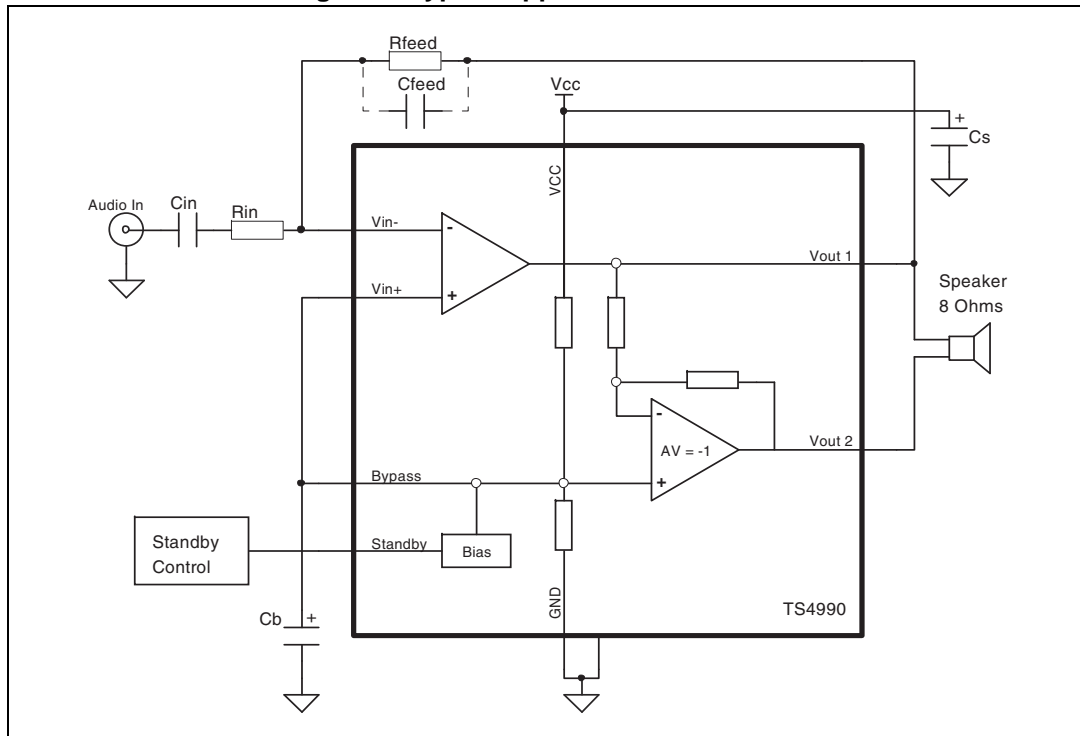 Rfeed
Cfeed
Vcc
+
Cs
VCC
Audio In
Cin
Rin
Vin-
-
Vout 1
Vin+
+
Speaker
8 Ohms
-
AV = -1
Vout 2
+
Bypass
Standby
Control
Standby
Bias
GND
TS4990
Cb
+